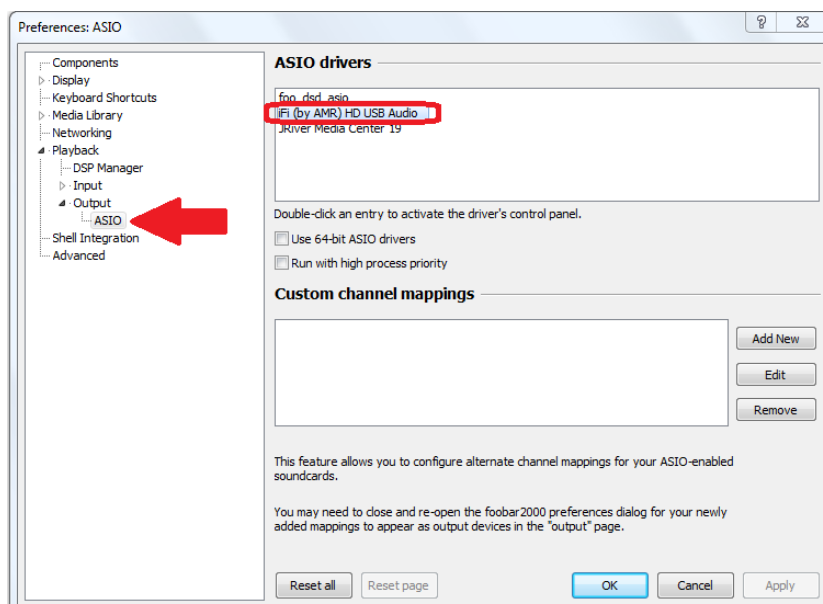 Preferences: ASIO
Components
Display
Keyboard Shortcuts
Media Library
Networking
Playback
DSP Manager
Input
Output
ASIO
Shell Integration
Advanced
ASIO drivers
foo_dsd_asio
iFi (by AMR) HD USB Audio
JRiver Media Center 19
Double-click an entry to activate the driver's control panel.
Use 64-bit ASIO drivers
Run with high process priority
Custom channel mappings
Add New
Edit
Remove
This feature allows you to configure alternate channel mappings for your ASIO-enabled
soundcards.
You may need to close and re-open the foobar2000 preferences dialog for your newly
added mappings to appear as output devices in the "output" page.
Reset all
Reset page
OK
Cancel
Apply